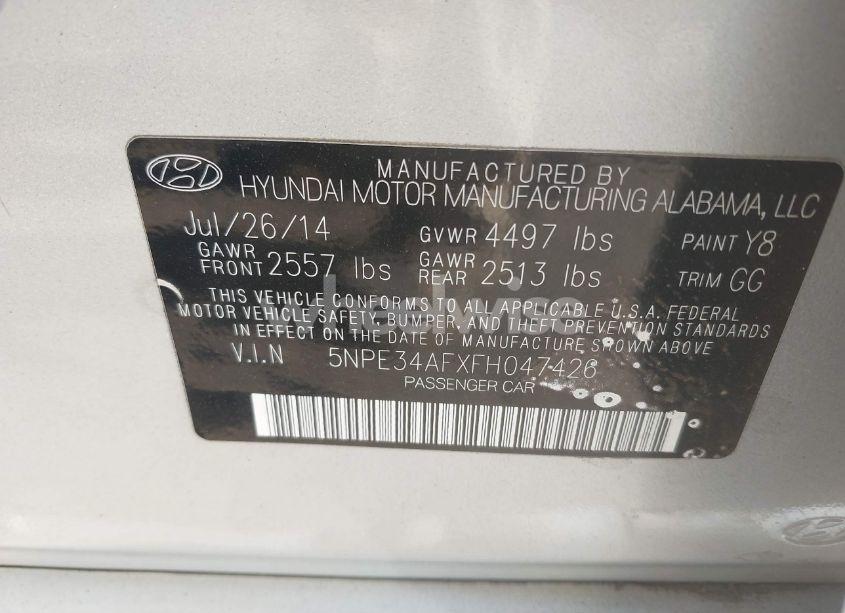 MANUFACTURED BY
HYUNDAI MOTOR MANUFACTURING ALABAMA, LLC
Jul/26/14 GVWR 4497 lbs PAINT Y8
GAWR FRONT 2557 lbs GAWR REAR 2513 lbs TRIM GG
THIS VEHICLE CONFORMS TO ALL APPLICABLE U.S.A. FEDERAL
MOTOR VEHICLE SAFETY, BUMPER, AND THEFT PREVENTION STANDARDS
IN EFFECT ON THE DATE OF MANUFACTURE SHOWN ABOVE
V.I.N 5NPE34AFXFH047426
PASSENGER CAR